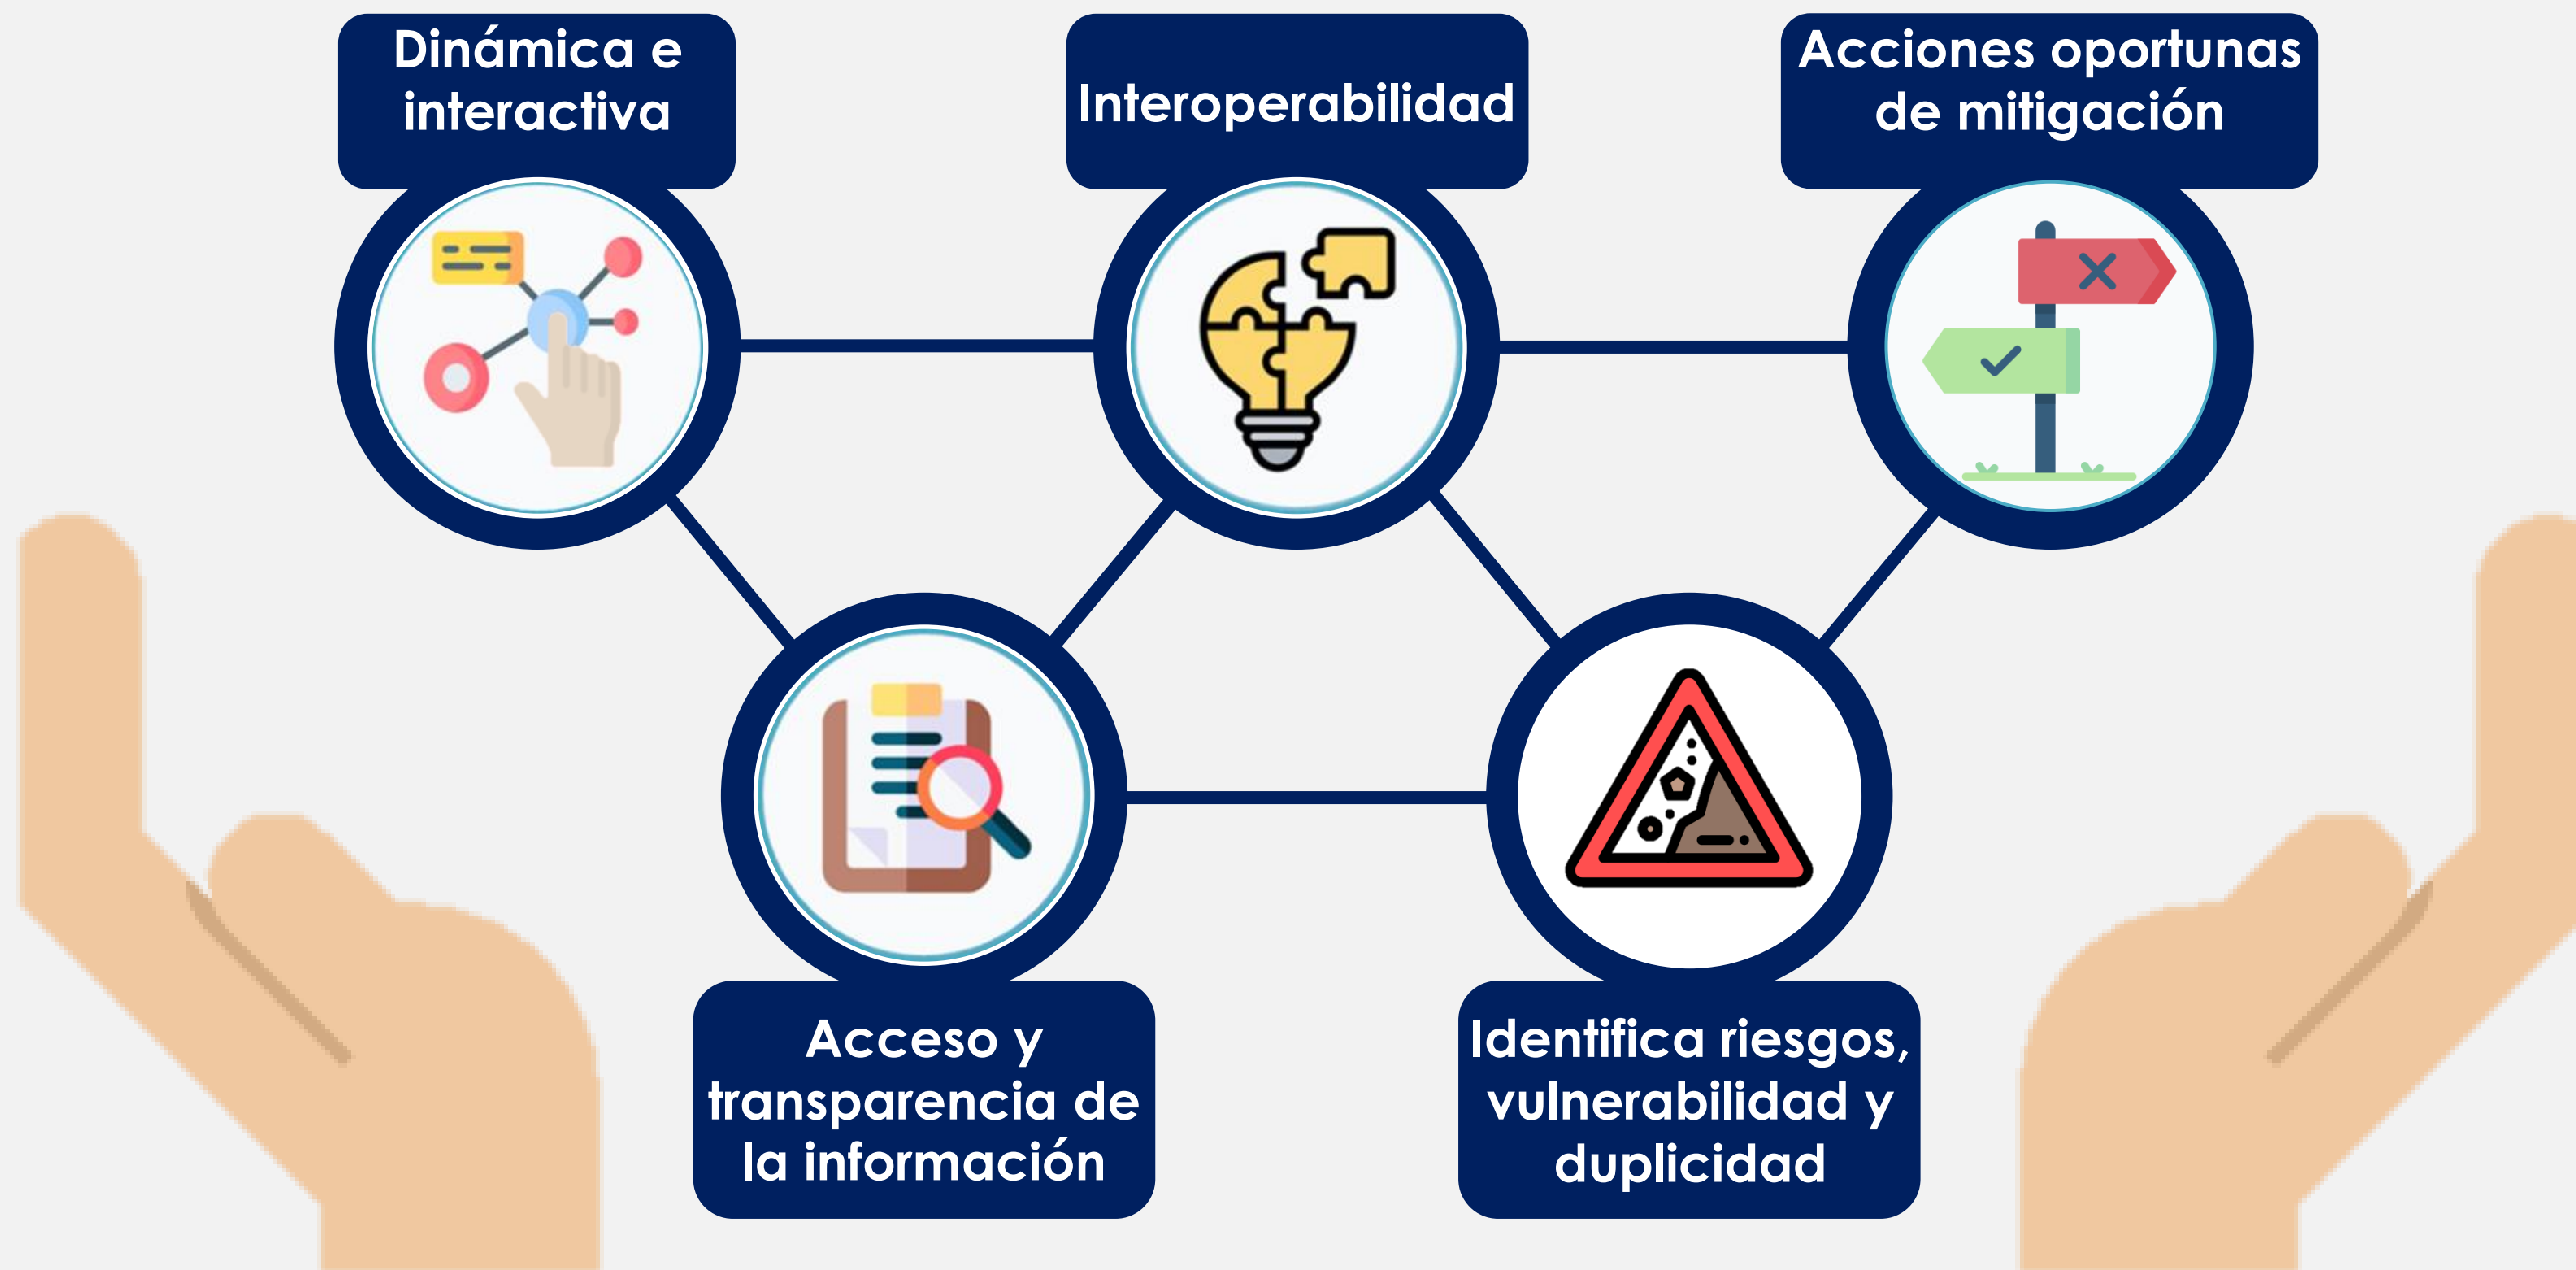 Dinámica e
interactiva
Interoperabilidad
Acciones oportunas
de mitigación
Acceso y
transparencia de
la información
Identifica riesgos,
vulnerabilidad y
duplicidad